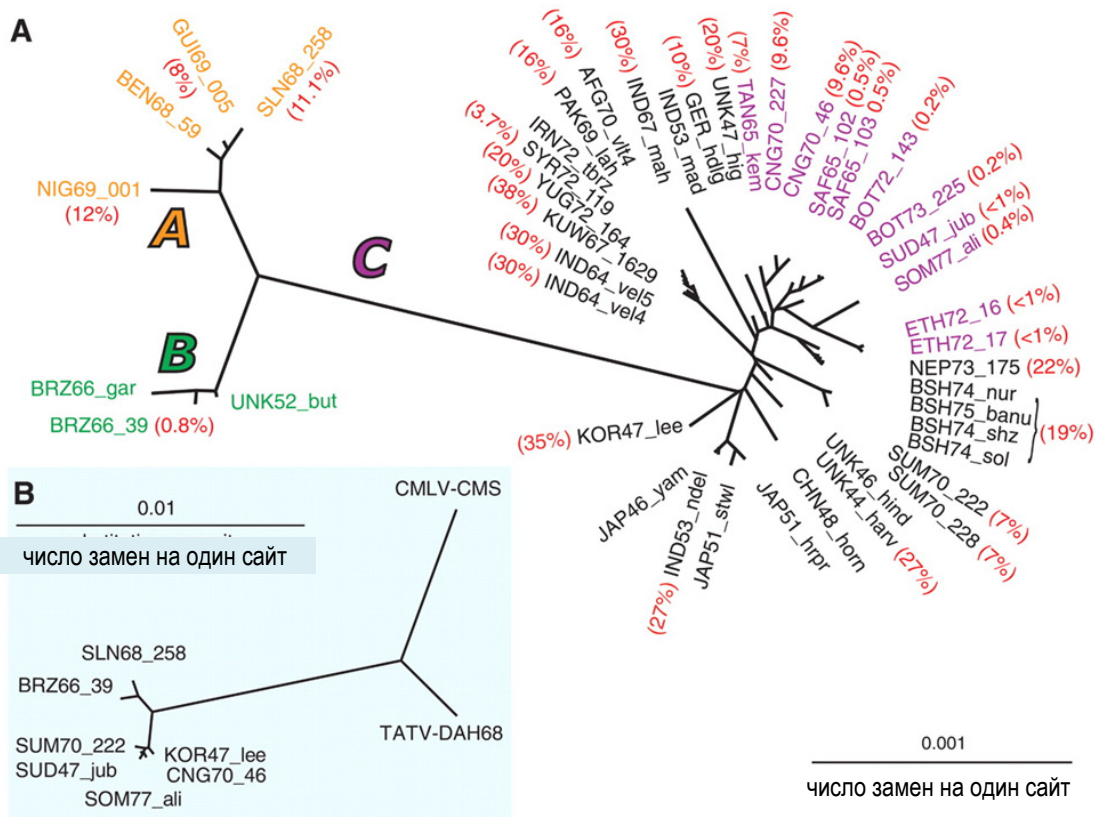 A
GUI69_005
(8%)
SLN68_258
(11.1%)
BEN68_59
NIG69_001
(12%)
A
B
C
BRZ66_gar
BRZ66_39 (0.8%)
UNK52_but
(35%) KOR47_lee
(30%) IND64_vel4
(30%) IND64_vel5
(38%) KUW67_1629
(20%) YUG72_164
(3.7%) SYR72_119
IRN72_tbrz
(16%) PAK69_lah
(16%) AFG70_vlt4
(30%) IND67_mah
IND53_mad
(10%) GER_hdlg
(20%) UNK47_hig
(7%) TAN65_kem
CNG70_227 (9.6%)
CNG70_46 (9.6%)
SAF65_102 (0.5%)
SAF65_103 0.5%)
BOT72_143 (0.2%)
BOT73_225 (0.2%)
SUD47_jub (<1%)
SOM77_ali (0.4%)
ETH72_16 (<1%)
ETH72_17 (<1%)
NEP73_175 (22%)
BSH74_nur
BSH75_banu
BSH74_shz
BSH74_sol
(19%)
SUM70_222 (7%)
SUM70_228 (7%)
UNK46_hind
UNK44_harv (27%)
CHN48_horn
JAP51_hrpr
JAP51_stwl
(27%) IND53_ndel
JAP46_yam
0.001
число замен на один сайт
B
0.01
число замен на один сайт
CMLV-CMS
SLN68_258
BRZ66_39
TATV-DAH68
SUM70_222
KOR47_lee
SUD47_jub
CNG70_46
SOM77_ali